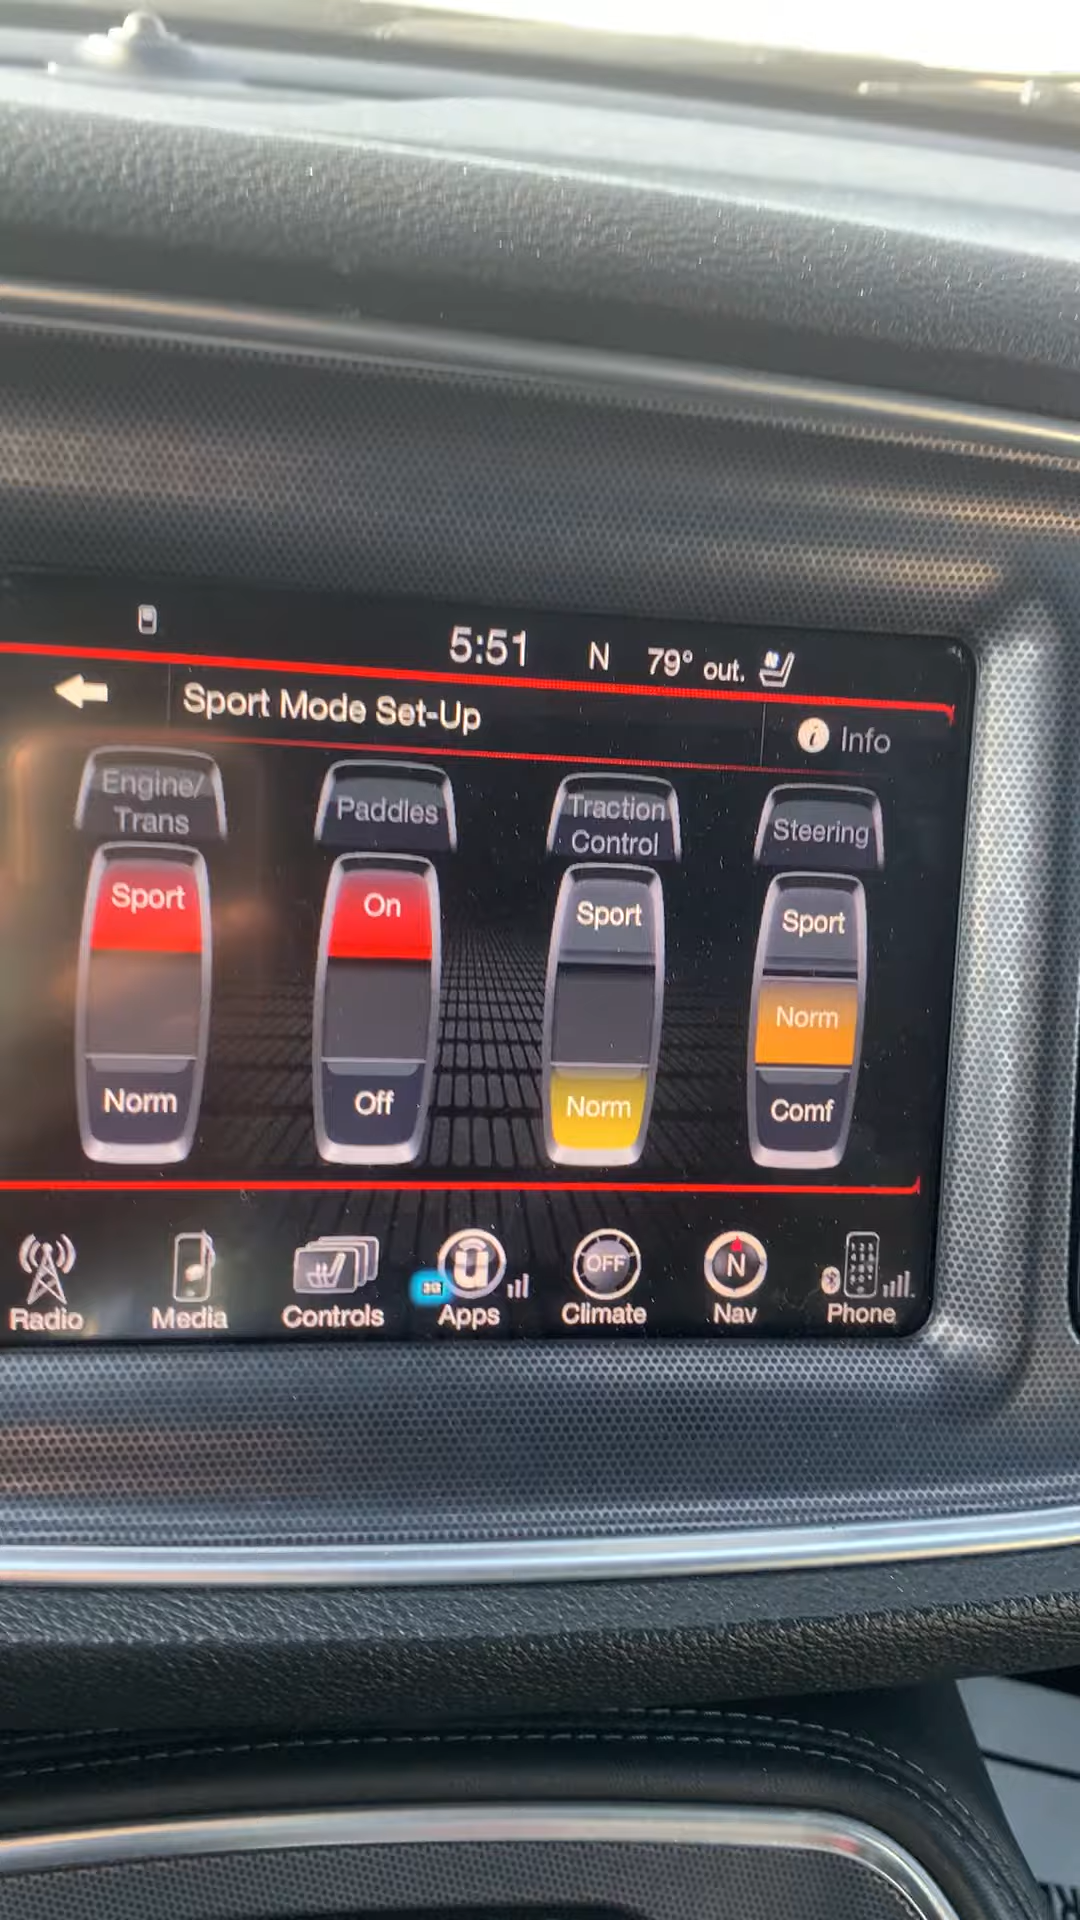 5:51 N 79° out.
Sport Mode Set-Up
i Info
Engine/
Trans
Paddles
Traction
Control
Steering
Sport
On
Sport
Sport
Norm
Norm
Off
Norm
Comf
OFF
N
3G
Radio
Media
Controls
Apps
Climate
Nav
Phone